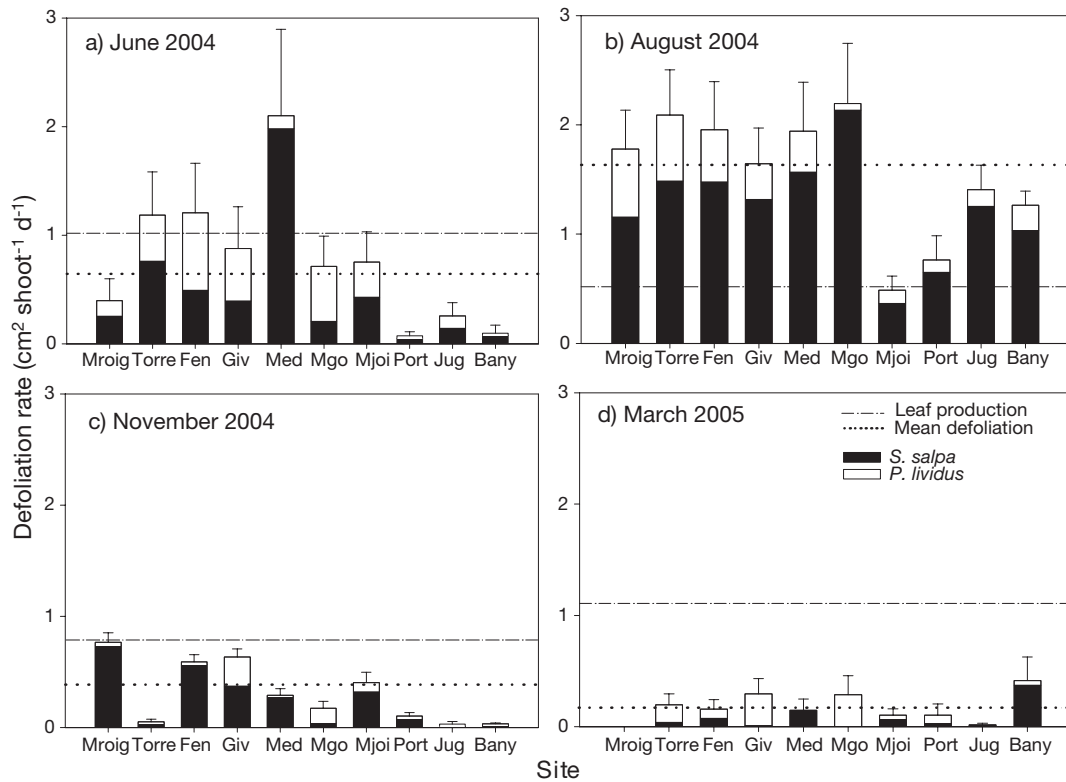 Defoliation rate (cm² shoot⁻¹ d⁻¹)
a) June 2004
3
2
1
0
Mroig Torre Fen Giv Med Mgo Mjoi Port Jug Bany
b) August 2004
3
2
1
0
Mroig Torre Fen Giv Med Mgo Mjoi Port Jug Bany
c) November 2004
3
2
1
0
Mroig Torre Fen Giv Med Mgo Mjoi Port Jug Bany
d) March 2005
Leaf production
Mean defoliation
S. salpa
P. lividus
3
2
1
0
Mroig Torre Fen Giv Med Mgo Mjoi Port Jug Bany
Site